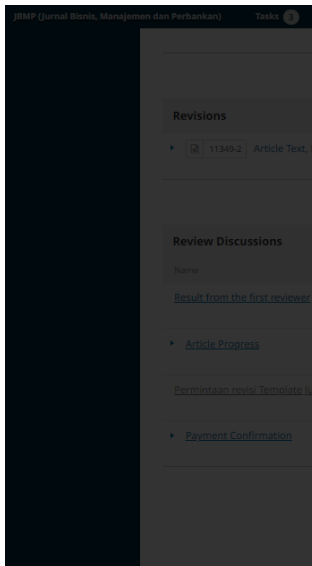 JBMP (Jurnal Bisnis, Manajemen dan Perbankan) Tasks 3
Revisions
11349-2 Article Text,
Review Discussions
Name
Result from the first reviewer
Article Progress
Permintaan revisi Template
Payment Confirmation